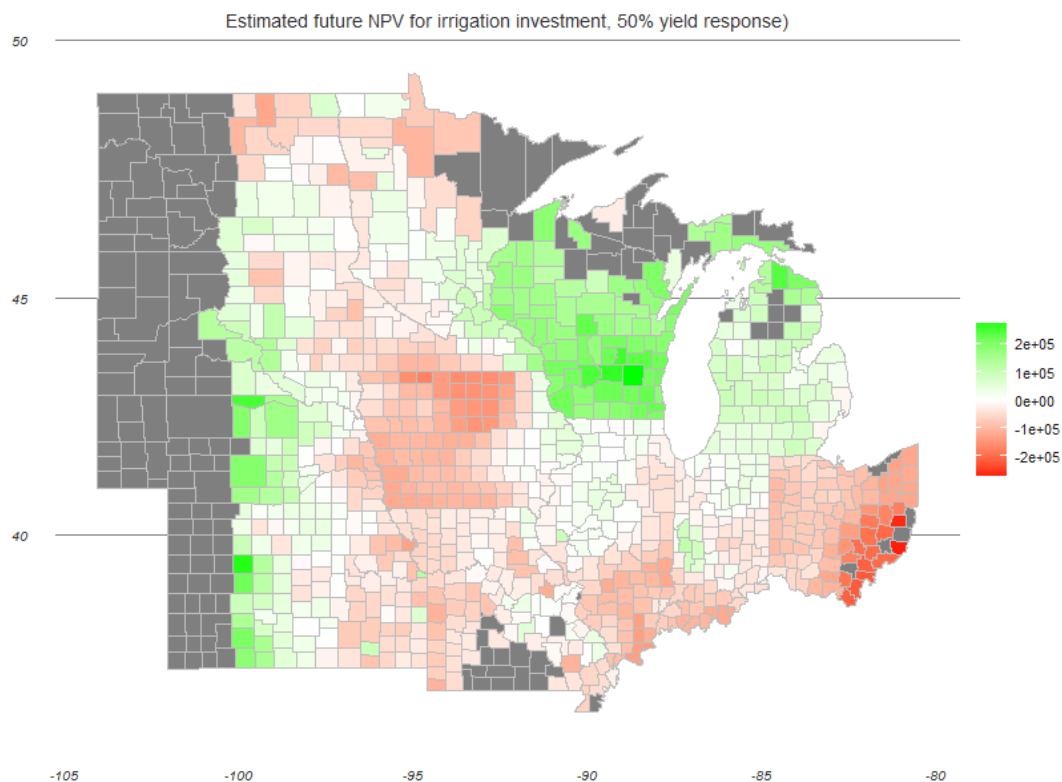 Estimated future NPV for irrigation investment, 50% yield response)
50
45
40
2e+05
1e+05
0e+00
-1e+05
-2e+05
-105 -100 -95 -90 -85 -80